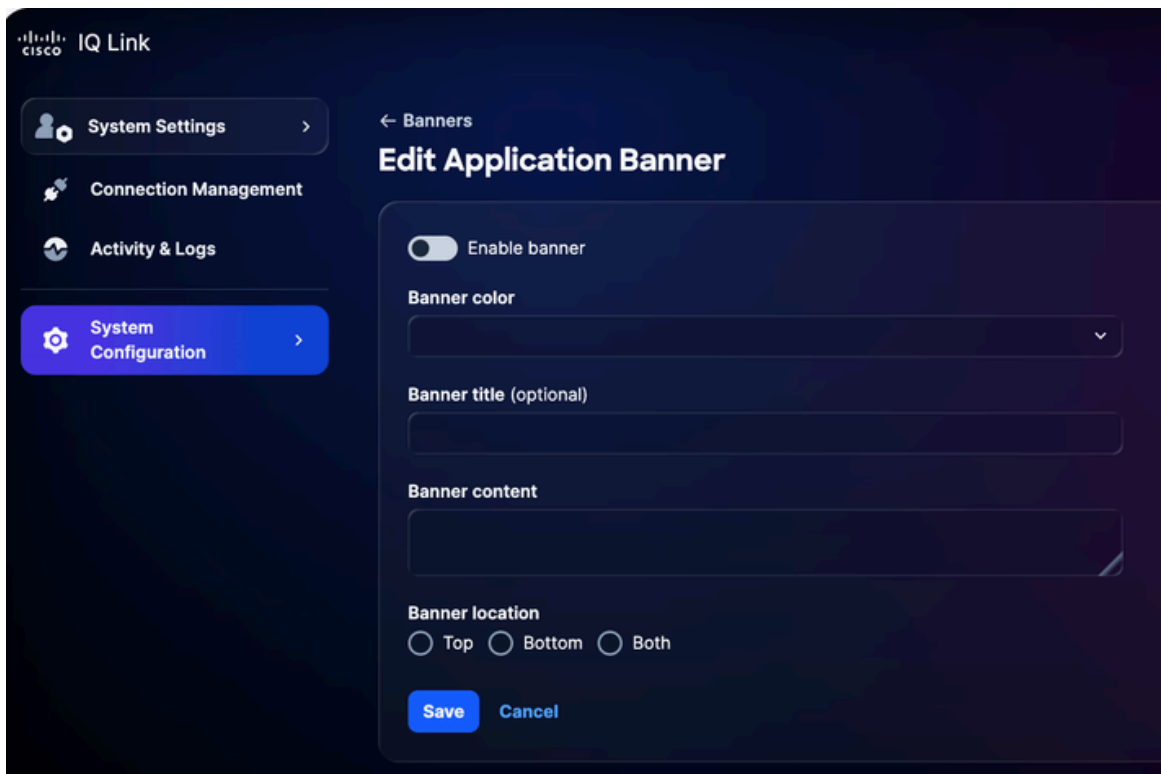 CISCO IQ Link
System Settings
Connection Management
Activity & Logs
System
Configuration
← Banners
Edit Application Banner
Enable banner
Banner color
Banner title (optional)
Banner content
Banner location
Top Bottom Both
Save Cancel